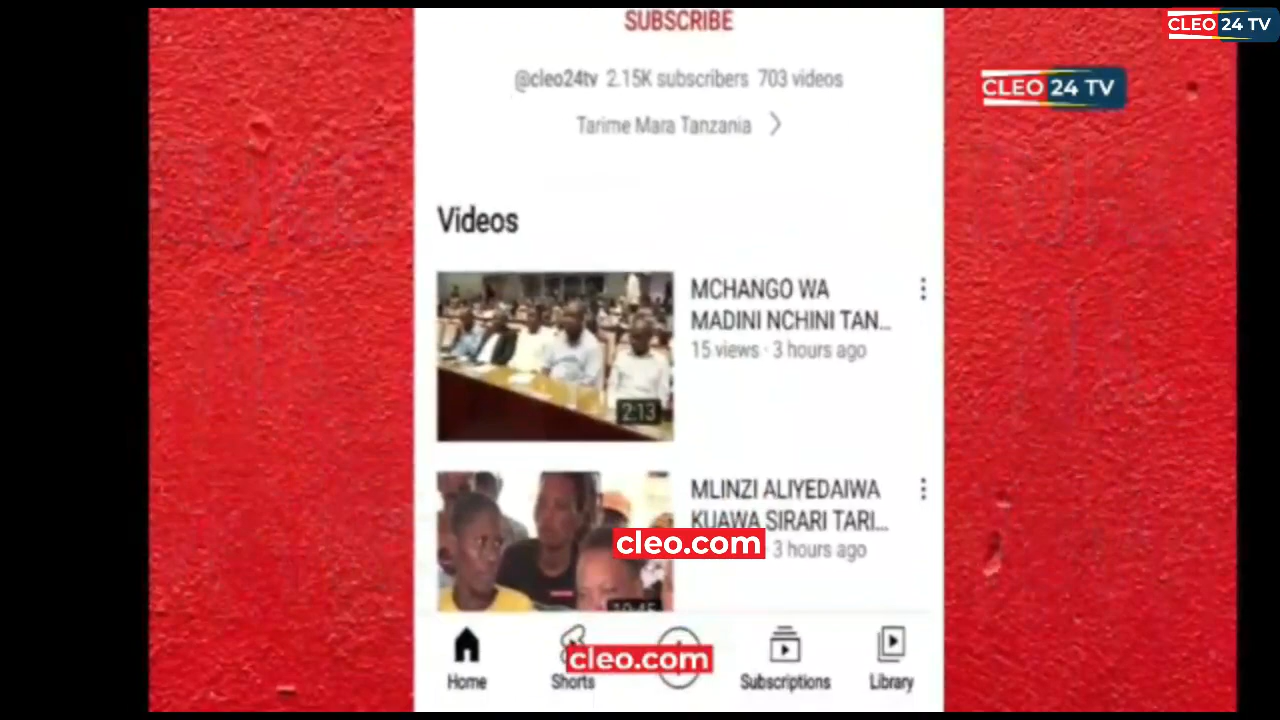 CLEO 24 TV
SUBSCRIBE
@cleo24tv 2.15K subscribers 703 videos
CLEO 24 TV
Tarime Mara Tanzania
Videos
MCHANGO WA
MADINI NCHINI TAN...
15 views · 3 hours ago
2:13
MLINZI ALIYEDAIWA
KUAWA SIRARI TARI...
cleo.com
3 hours ago
10:45
cleo.com
Home
Shorts
Subscriptions
Library